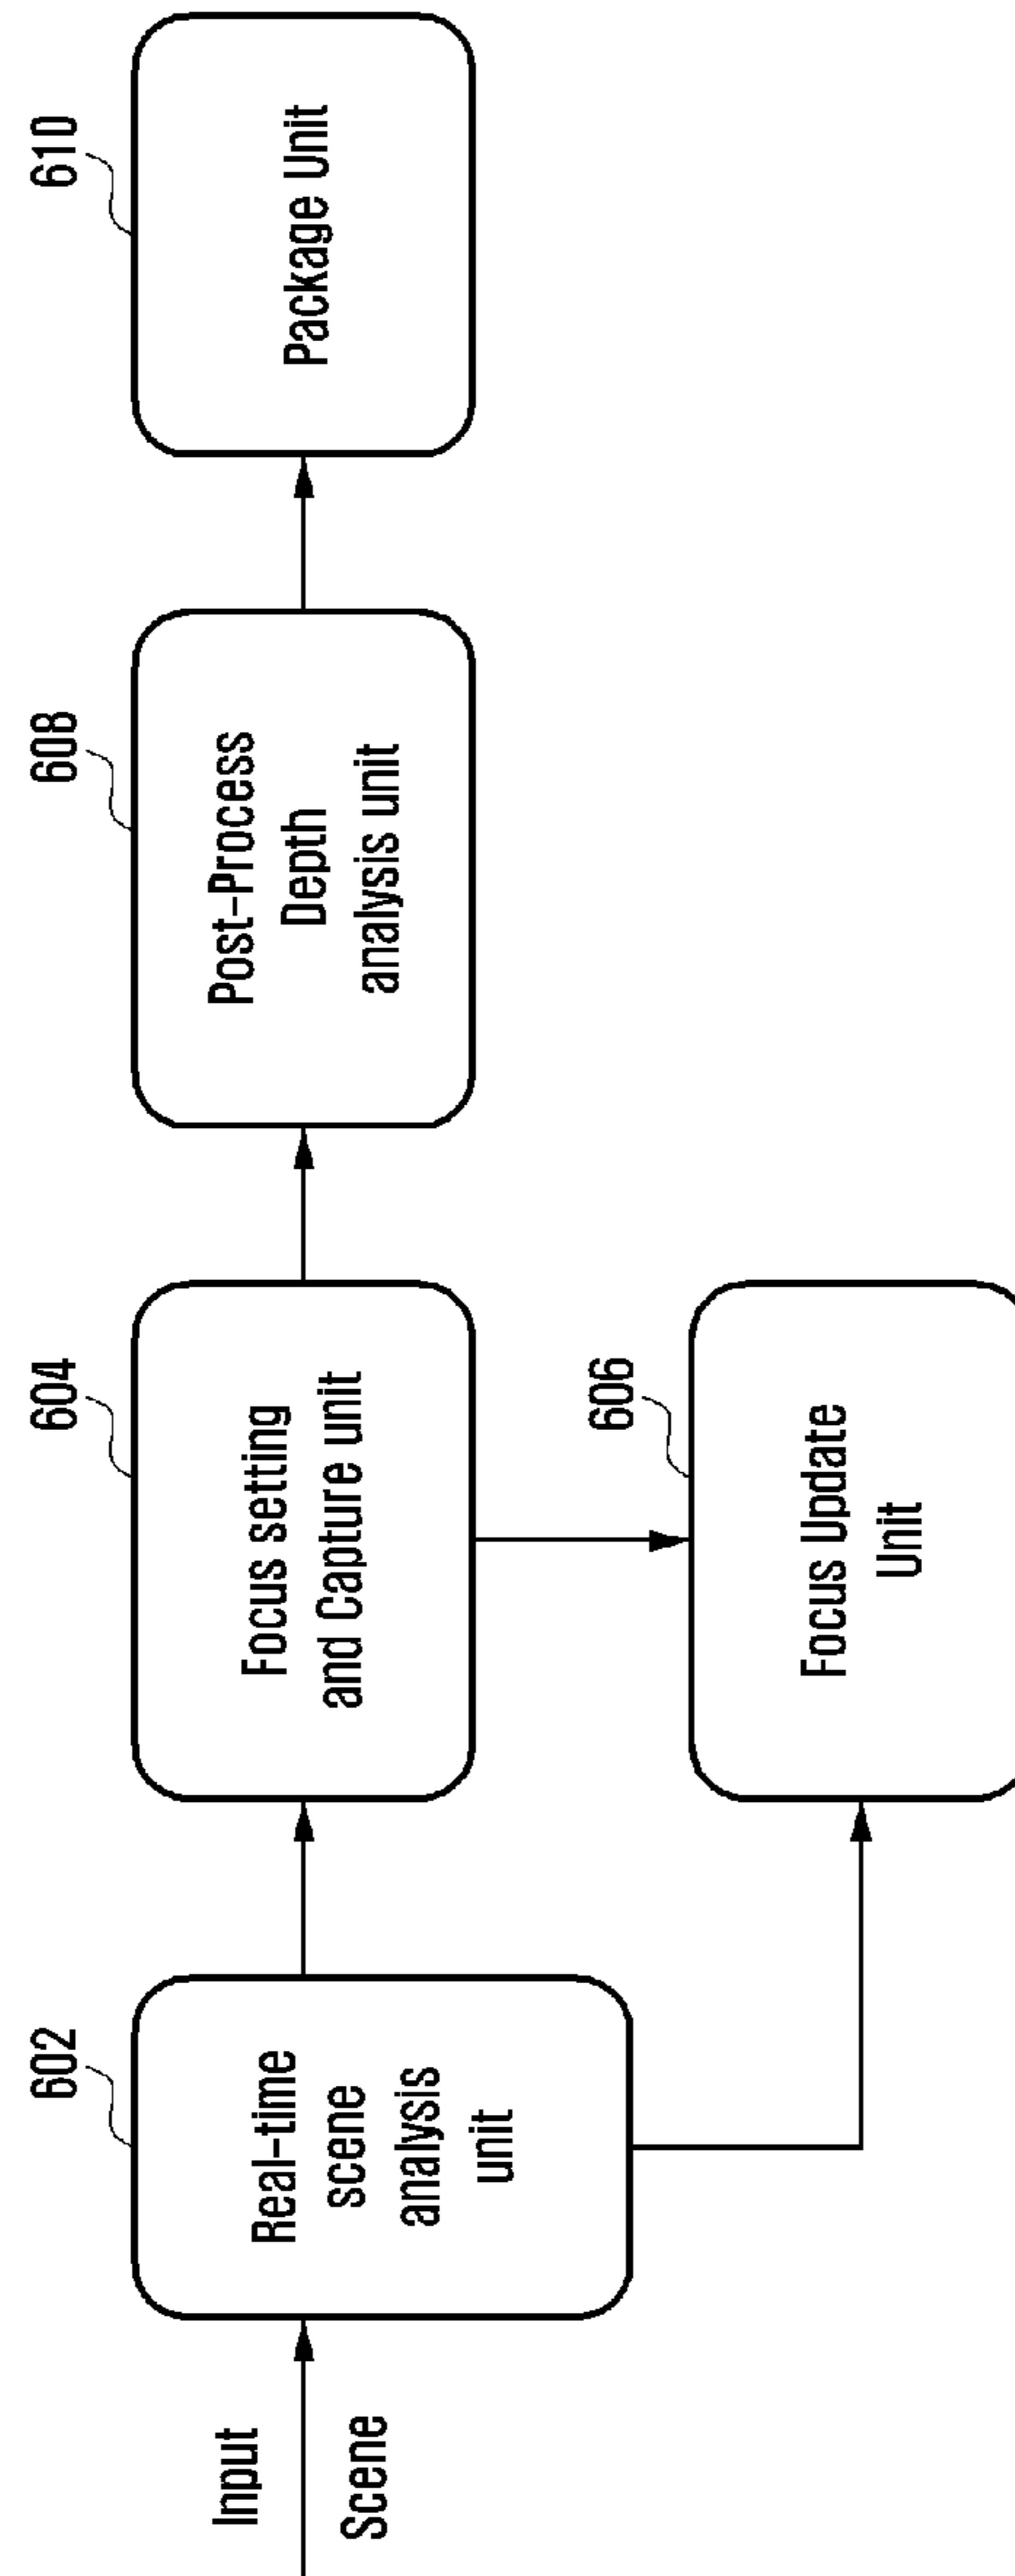 Input
Scene
602
Real-time
scene
analysis
unit
604
Focus setting
and Capture unit
606
Focus Update
Unit
608
Post-Process
Depth
analysis unit
610
Package Unit